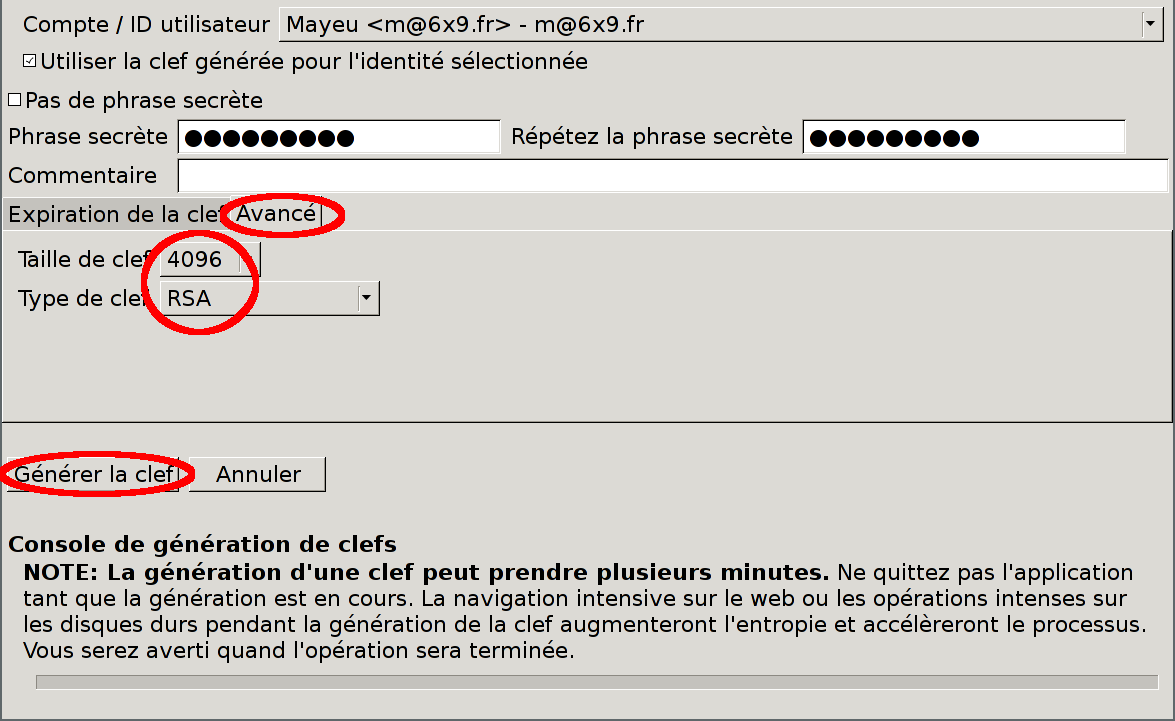 Compte / ID utilisateur Mayeu <m@6x9.fr> - m@6x9.fr
Utiliser la clef générée pour l'identité sélectionnée
Pas de phrase secrète
Phrase secrète ●●●●●●●●● Répétez la phrase secrète ●●●●●●●●●
Commentaire
Expiration de la clef Avancé
Taille de clef 4096
Type de clef RSA
Générer la clef Annuler
Console de génération de clefs
NOTE: La génération d'une clef peut prendre plusieurs minutes. Ne quittez pas l'application
tant que la génération est en cours. La navigation intensive sur le web ou les opérations intenses sur
les disques durs pendant la génération de la clef augmenteront l'entropie et accélèreront le processus.
Vous serez averti quand l'opération sera terminée.